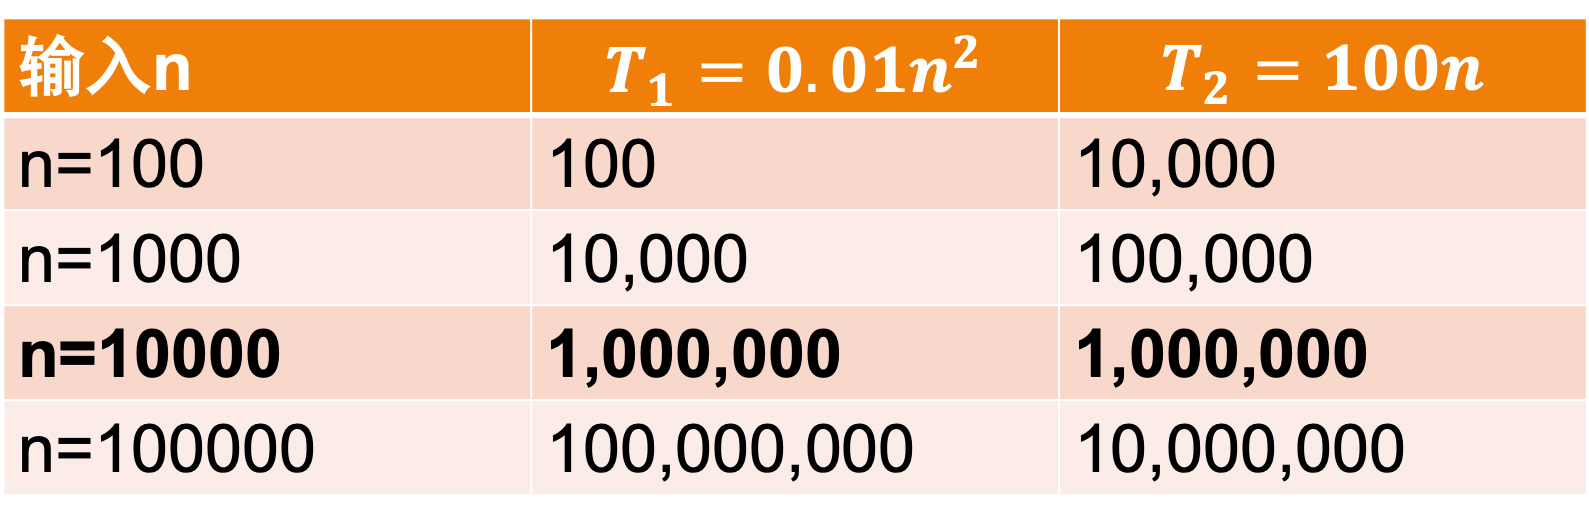 输入n T₁ = 0.01n² T₂ = 100n
n=100 100 10,000
n=1000 10,000 100,000
n=10000 1,000,000 1,000,000
n=100000 100,000,000 10,000,000